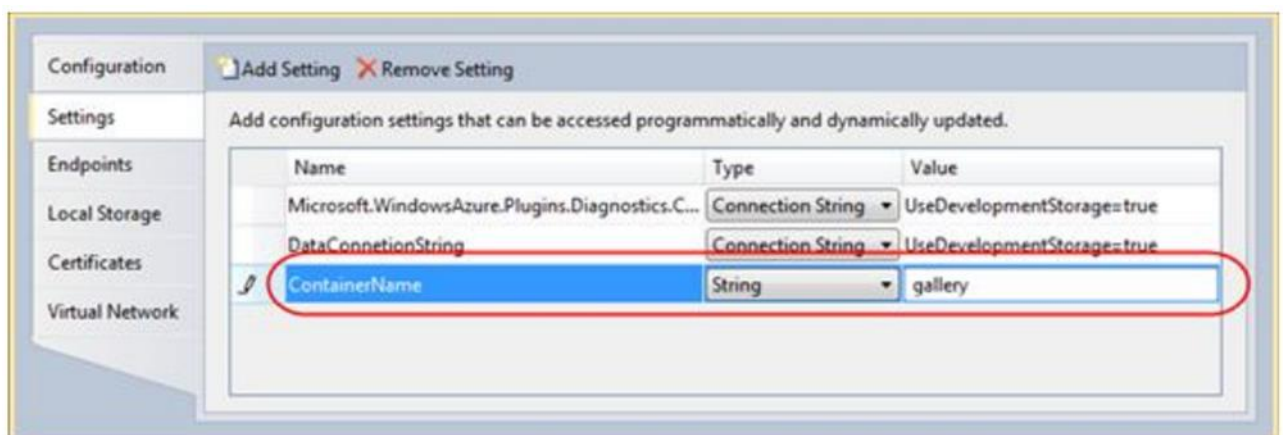 Configuration
Add Setting Remove Setting
Settings
Add configuration settings that can be accessed programmatically and dynamically updated.
Endpoints
Name Type Value
Local Storage
Microsoft.WindowsAzure.Plugins.Diagnostics.C... Connection String UseDevelopmentStorage=true
DataConnetionString Connection String UseDevelopmentStorage=true
Certificates
ContainerName String gallery
Virtual Network